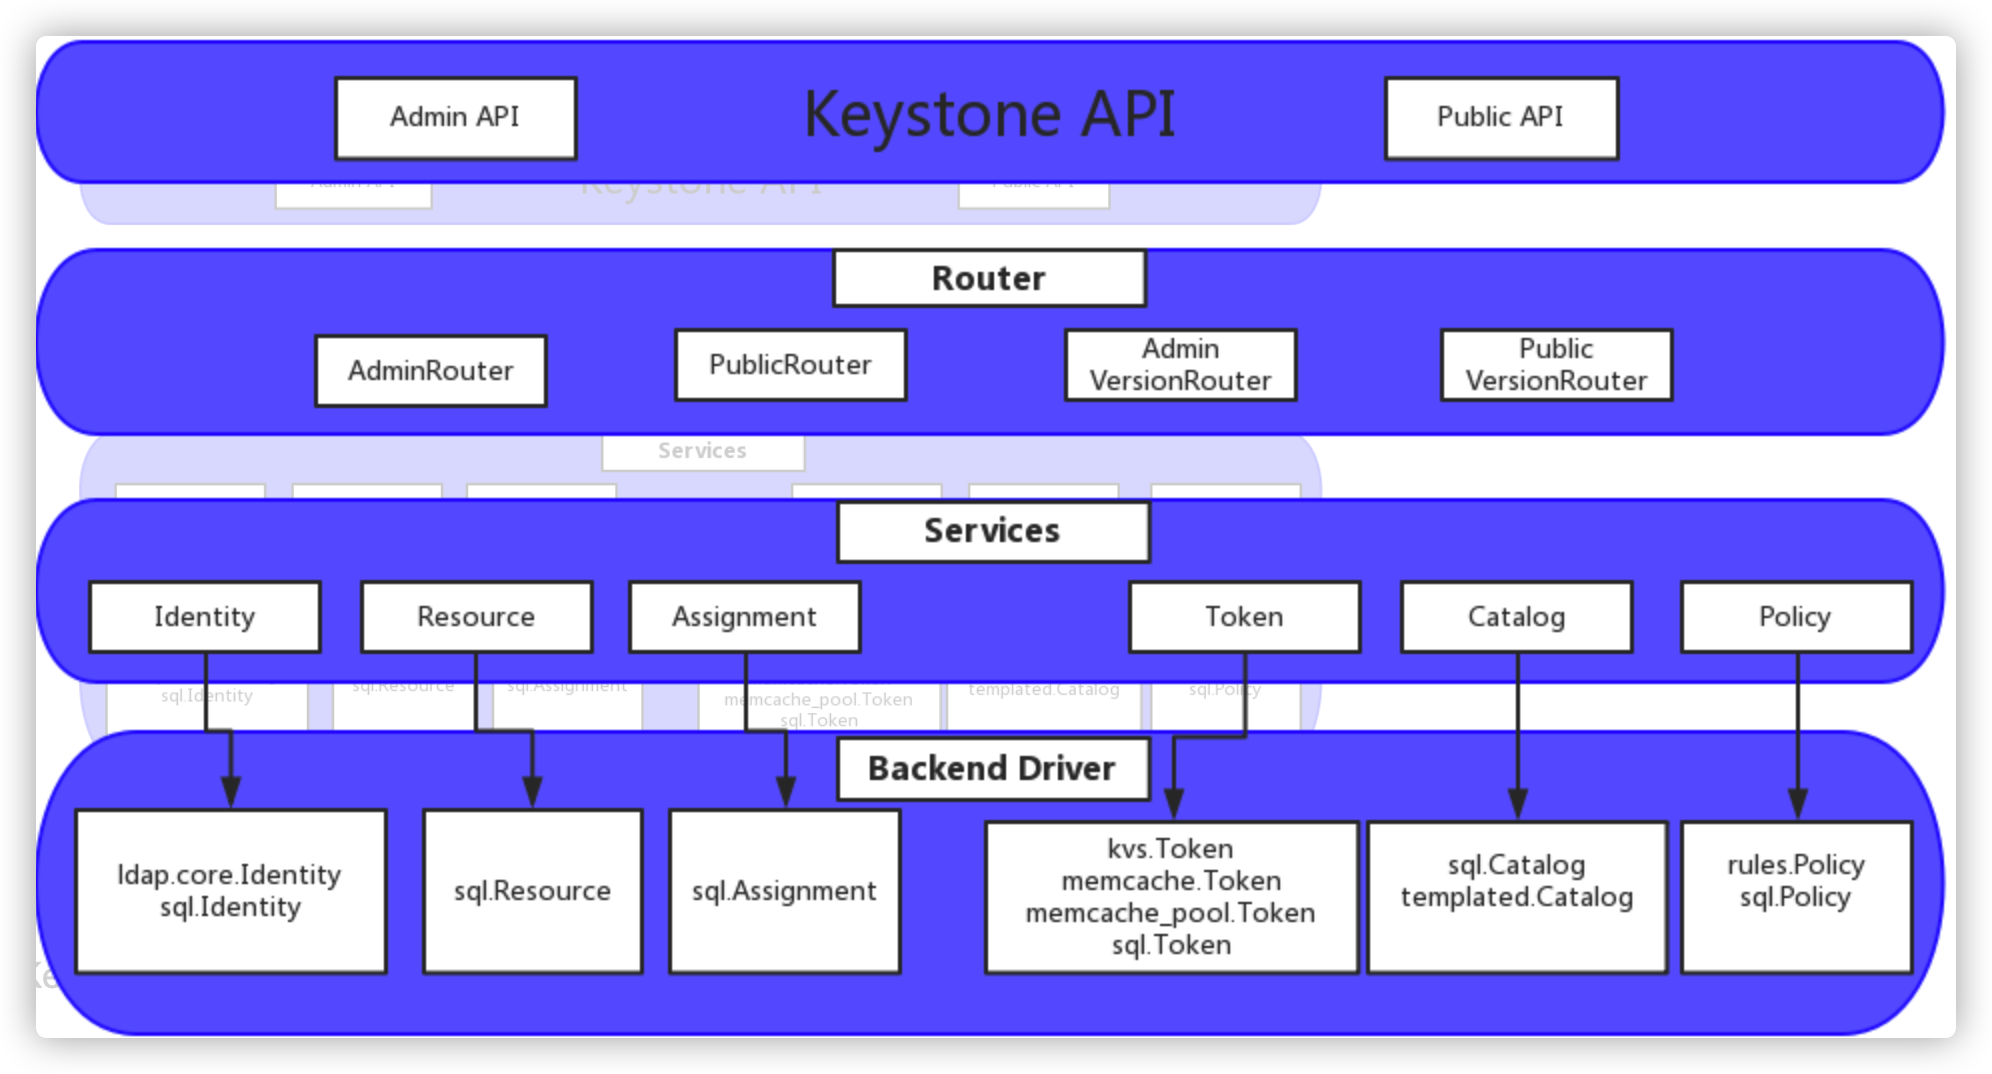 Admin API
Keystone API
Public API
Router
AdminRouter
PublicRouter
Admin
VersionRouter
Public
VersionRouter
Services
Services
Identity
Resource
Assignment
Token
Catalog
Policy
sql.Identity
sql.Resource
sql.Assignment
memcache_pool.Token
sql.Token
templated.Catalog
sql.Policy
Backend Driver
ldap.core.Identity
sql.Identity
sql.Resource
sql.Assignment
kvs.Token
memcache.Token
memcache_pool.Token
sql.Token
sql.Catalog
templated.Catalog
rules.Policy
sql.Policy